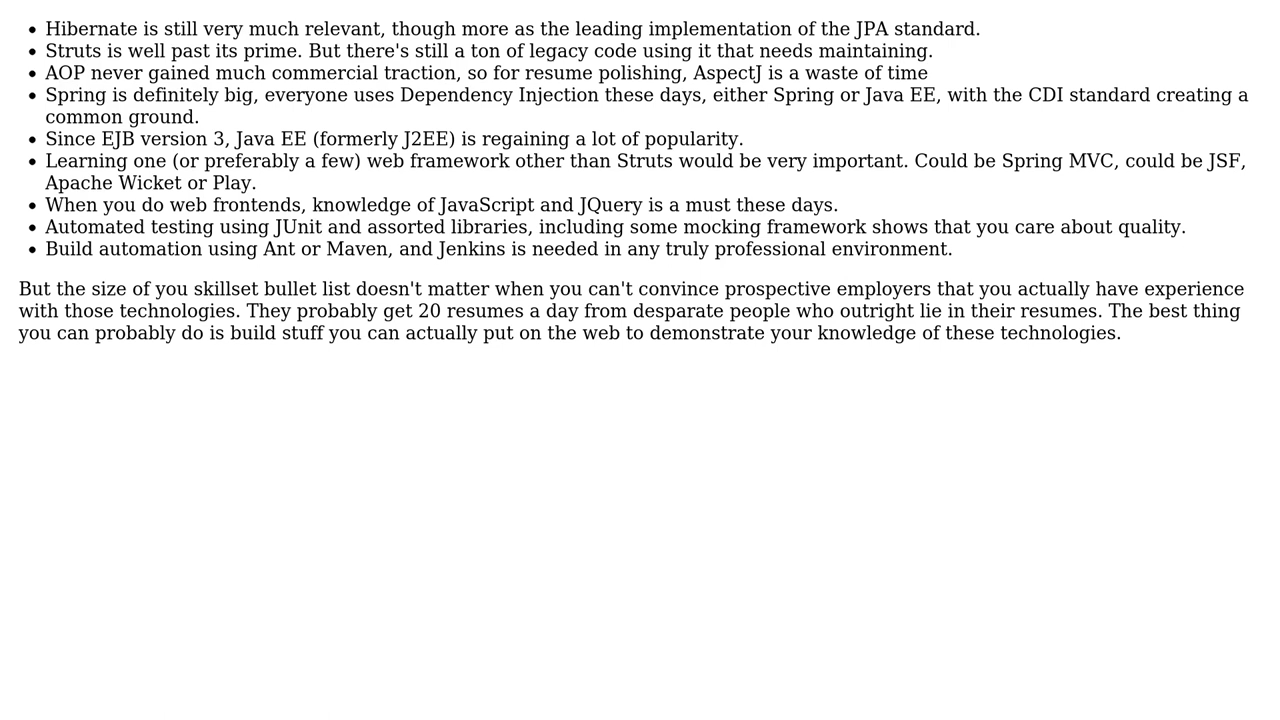 • Hibernate is still very much relevant, though more as the leading implementation of the JPA standard.
• Struts is well past its prime. But there's still a ton of legacy code using it that needs maintaining.
• AOP never gained much commercial traction, so for resume polishing, AspectJ is a waste of time
• Spring is definitely big, everyone uses Dependency Injection these days, either Spring or Java EE, with the CDI standard creating a
common ground.
• Since EJB version 3, Java EE (formerly J2EE) is regaining a lot of popularity.
• Learning one (or preferably a few) web framework other than Struts would be very important. Could be Spring MVC, could be JSF,
Apache Wicket or Play.
• When you do web frontends, knowledge of JavaScript and JQuery is a must these days.
• Automated testing using JUnit and assorted libraries, including some mocking framework shows that you care about quality.
• Build automation using Ant or Maven, and Jenkins is needed in any truly professional environment.
But the size of you skillset bullet list doesn't matter when you can't convince prospective employers that you actually have experience
with those technologies. They probably get 20 resumes a day from desparate people who outright lie in their resumes. The best thing
you can probably do is build stuff you can actually put on the web to demonstrate your knowledge of these technologies.